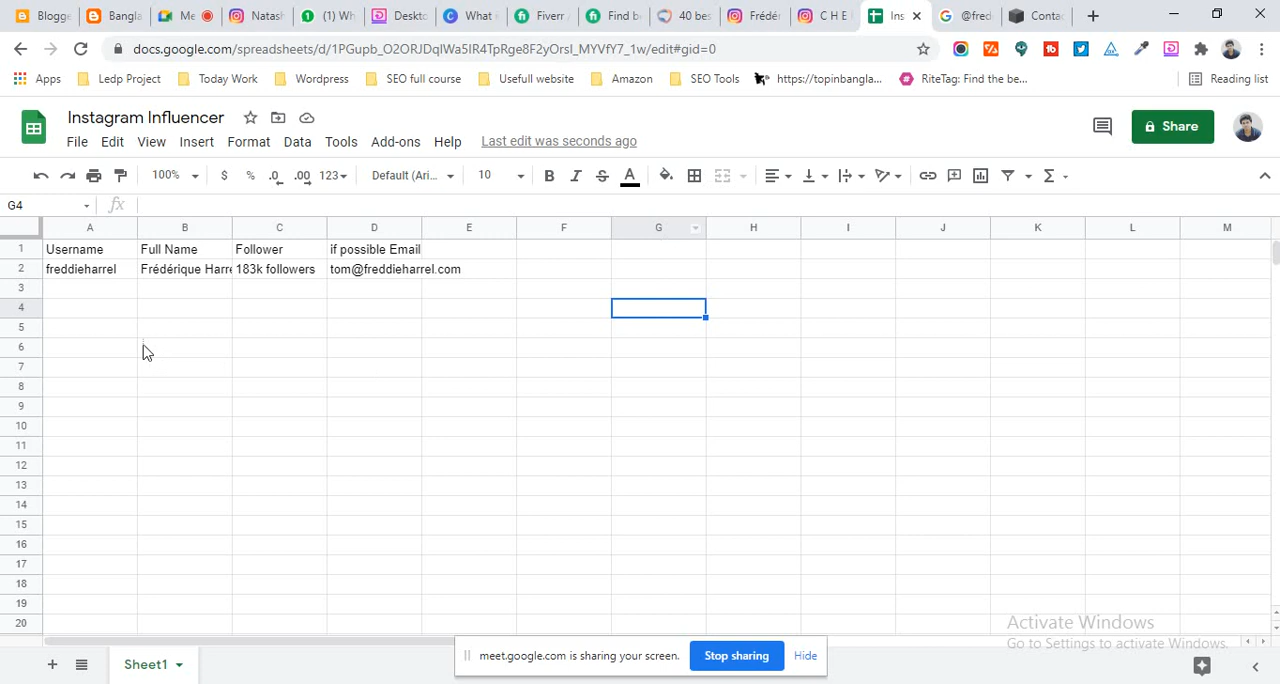 Blogge
Bangla
Me
Natash
(1) Wh
Deskto
What
Fiverr
Find b
40 bes
Frédér
C H E
Ins
@fred
Conta
docs.google.com/spreadsheets/d/1PGupb_O2ORJDqIWa5IR4TpRge8F2yOrsI_MYVfY7_1w/edit#gid=0
Apps
Ledp Project
Today Work
Wordpress
SEO full course
Usefull website
Amazon
SEO Tools
https://topinbangla...
RiteTag: Find the be...
Reading list
Instagram Influencer
Share
File Edit View Insert Format Data Tools Add-ons Help Last edit was seconds ago
100% $ % .0 .00 123 Default (Ari... 10 B I S A
G4 fx
A B C D E F G H I J K L M
1 Username Full Name Follower if possible Email
2 freddieharrel Frédérique Harre 183k followers tom@freddieharrel.com
3
4
5
6
7
8
9
10
11
12
13
14
15
16
17
18
19
20
Activate Windows
Go to Settings to activate Windows.
Sheet1
meet.google.com is sharing your screen.
Stop sharing
Hide